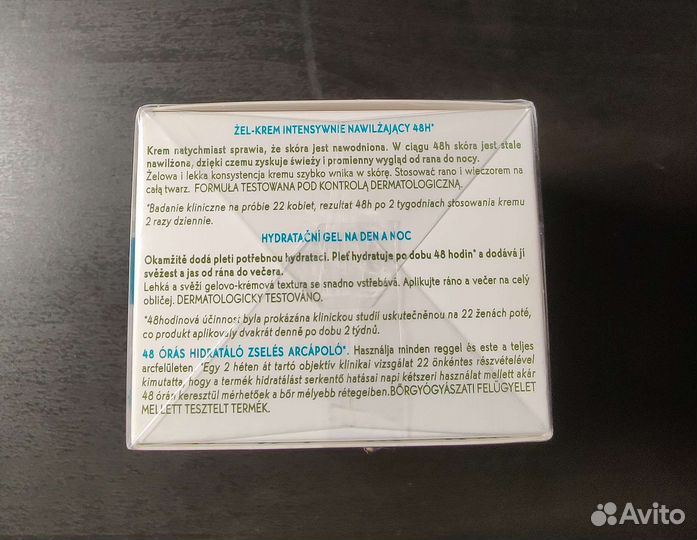 ŻEL-KREM INTENSYWNIE NAWILŻAJĄCY 48H*
Krem natychmiast sprawia, że skóra jest nawodniona. W ciągu 48h skóra jest stale
nawilżona, dzięki czemu zyskuje świeży i promienny wygląd od rana do nocy.
Żelowa i lekka konsystencja kremu szybko wnika w skórę. Stosować rano i wieczorem na
całą twarz. FORMUŁA TESTOWANA POD KONTROLĄ DERMATOLOGICZNĄ.
*Badanie kliniczne na próbie 22 kobiet, rezultat 48h po 2 tygodniach stosowania kremu
2 razy dziennie.
HYDRATAČNÍ GEL NA DEN A NOC
Okamžitě dodá pleti potřebnou hydrataci. Pleť hydratuje po dobu 48 hodin* a dodává jí
svěžest a jas od rána do večera.
Lehká a svěží gelovo-krémová textura se snadno vstřebává. Aplikujte ráno a večer na celý
obličej. DERMATOLOGICKY TESTOVÁNO.
*48hodinová účinnost byla prokázána klinickou studií uskutečněnou na 22 ženách poté,
co produkt aplikovaly dvakrát denně po dobu 2 týdnů.
48 ÓRÁS HIDRATÁLÓ ZSELÉS ARCÁPOLÓ*. Használja minden reggel és este a teljes
arcfelületen. *Egy 2 héten át tartó objektív klinikai vizsgálat 22 önkéntes részvételével
kimutatta, hogy a termék hidratálást serkentő hatásai napi kétszeri használat mellett akár
48 órán keresztül mérhetőek a bőr mélyebb rétegeiben. BŐRGYÓGYÁSZATI FELÜGYELET
MELLETT TESZTELT TERMÉK.
Avito